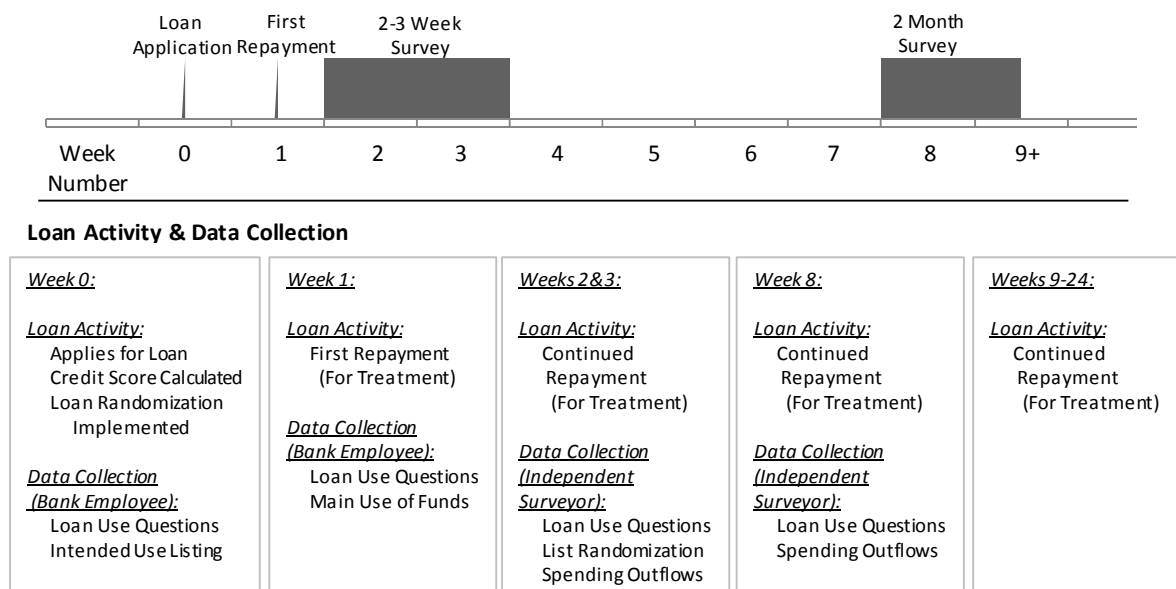 Loan
Application
First
Repayment
2-3 Week
Survey
2 Month
Survey
Week
Number
0 1 2 3 4 5 6 7 8 9+
Loan Activity & Data Collection
Week 0:
Loan Activity:
Applies for Loan
Credit Score Calculated
Loan Randomization
Implemented
Data Collection
(Bank Employee):
Loan Use Questions
Intended Use Listing
Week 1:
Loan Activity:
First Repayment
(For Treatment)
Data Collection
(Bank Employee):
Loan Use Questions
Main Use of Funds
Weeks 2&3:
Loan Activity:
Continued
Repayment
(For Treatment)
Data Collection
(Independent
Surveyor):
Loan Use Questions
List Randomization
Spending Outflows
Week 8:
Loan Activity:
Continued
Repayment
(For Treatment)
Data Collection
(Independent
Surveyor):
Loan Use Questions
Spending Outflows
Weeks 9-24:
Loan Activity:
Continued
Repayment
(For Treatment)